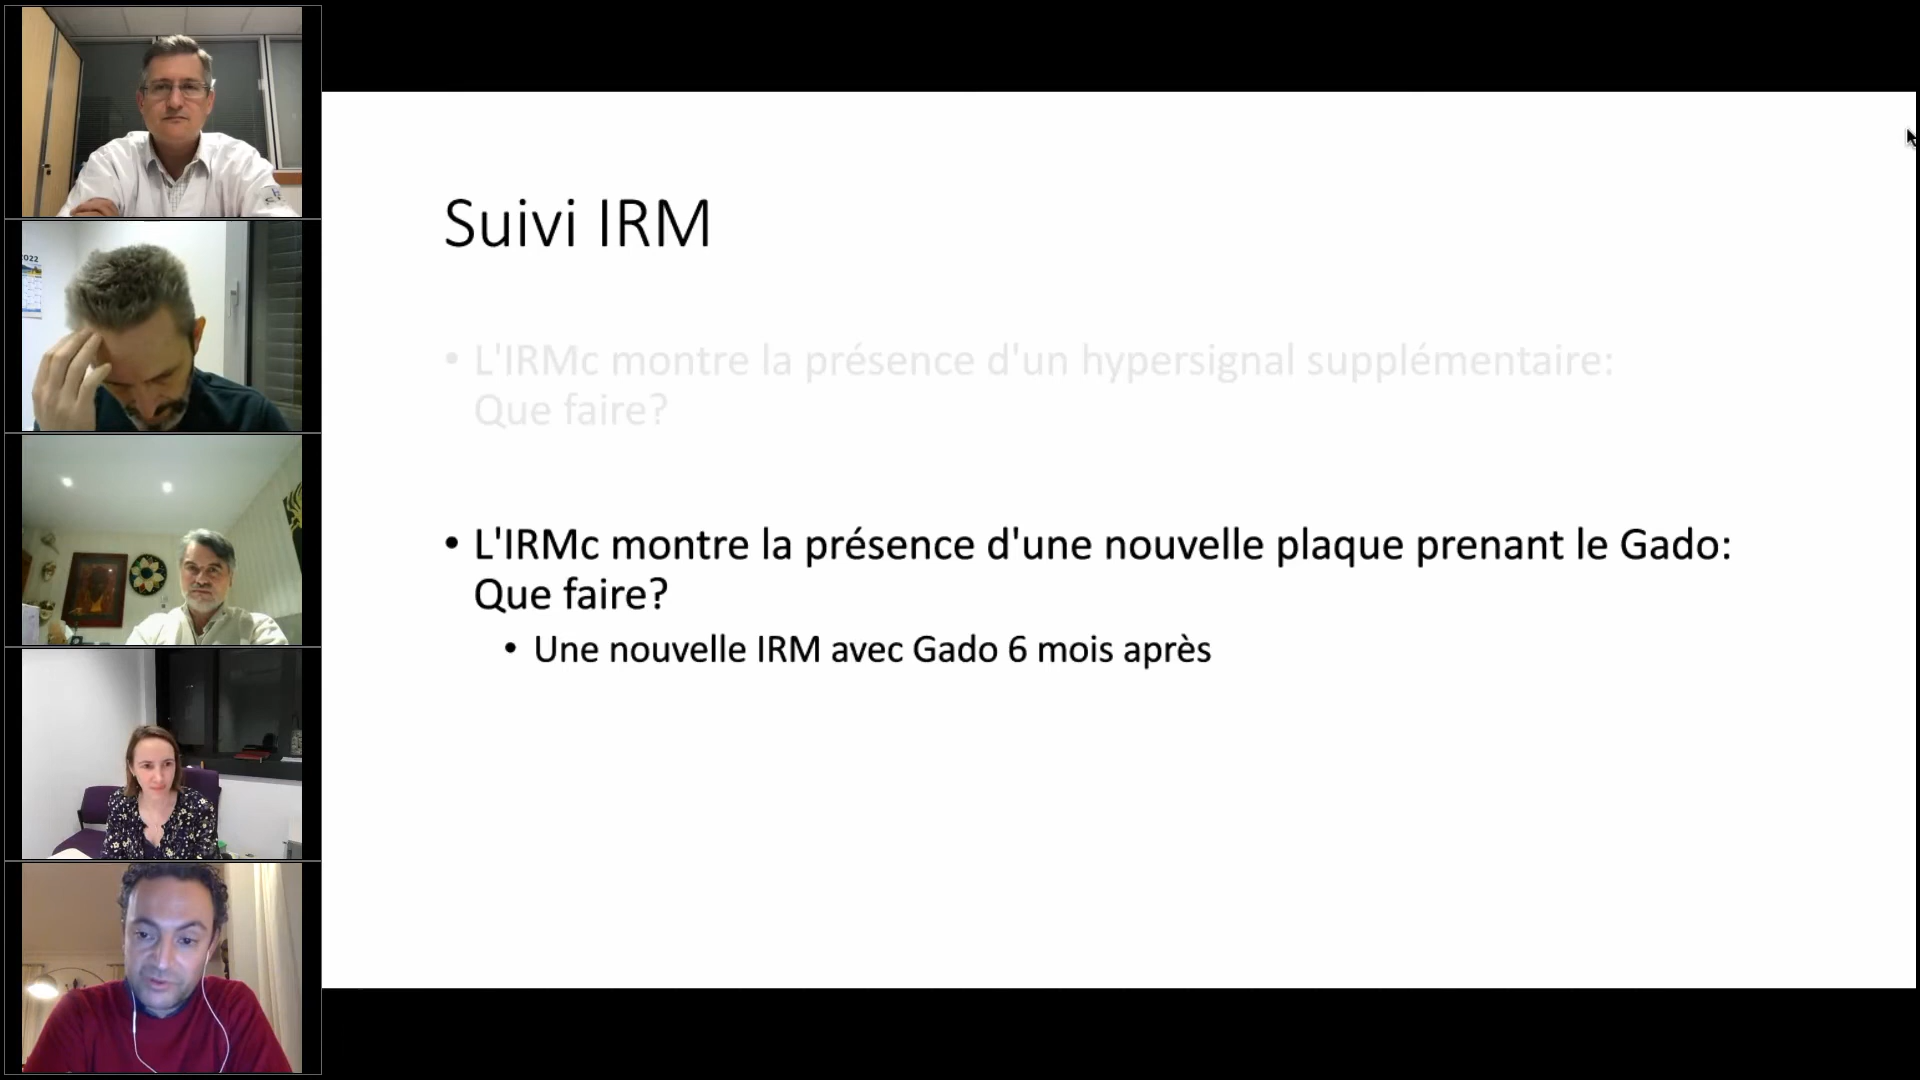 Suivi IRM
• L'IRMc montre la présence d'un hypersignal supplémentaire:
Que faire?
• L'IRMc montre la présence d'une nouvelle plaque prenant le Gado:
Que faire?
• Une nouvelle IRM avec Gado 6 mois après